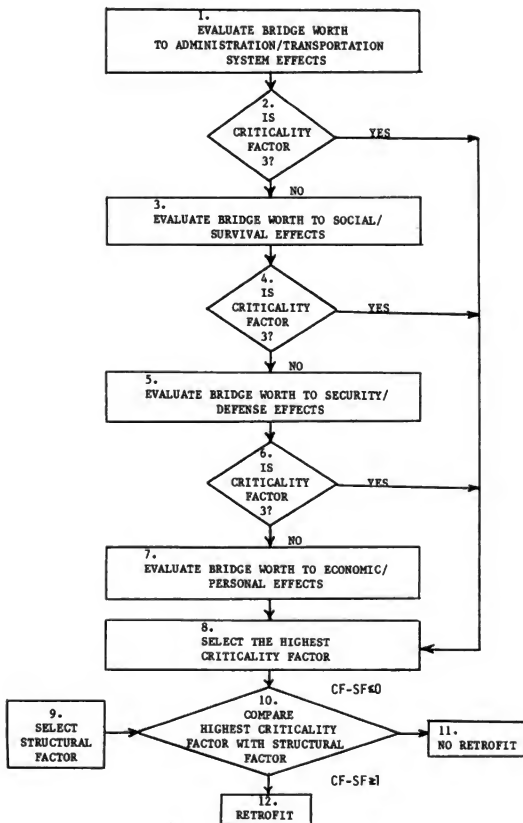 1.
EVALUATE BRIDGE WORTH
TO ADMINISTRATION/TRANSPORTATION
SYSTEM EFFECTS
2.
IS
CRITICALITY
FACTOR
3?
YES
NO
3.
EVALUATE BRIDGE WORTH TO SOCIAL/
SURVIVAL EFFECTS
4.
IS
CRITICALITY
FACTOR
3?
YES
NO
5.
EVALUATE BRIDGE WORTH TO SECURITY/
DEFENSE EFFECTS
6.
IS
CRITICALITY
FACTOR
3?
YES
NO
7.
EVALUATE BRIDGE WORTH TO ECONOMIC/
PERSONAL EFFECTS
8.
SELECT THE HIGHEST
CRITICALITY FACTOR
CF-SF≤0
9.
SELECT
STRUCTURAL
FACTOR
10.
COMPARE
HIGHEST CRITICALITY
FACTOR WITH STRUCTURAL
FACTOR
11.
NO RETROFIT
CF-SF≥1
12.
RETROFIT